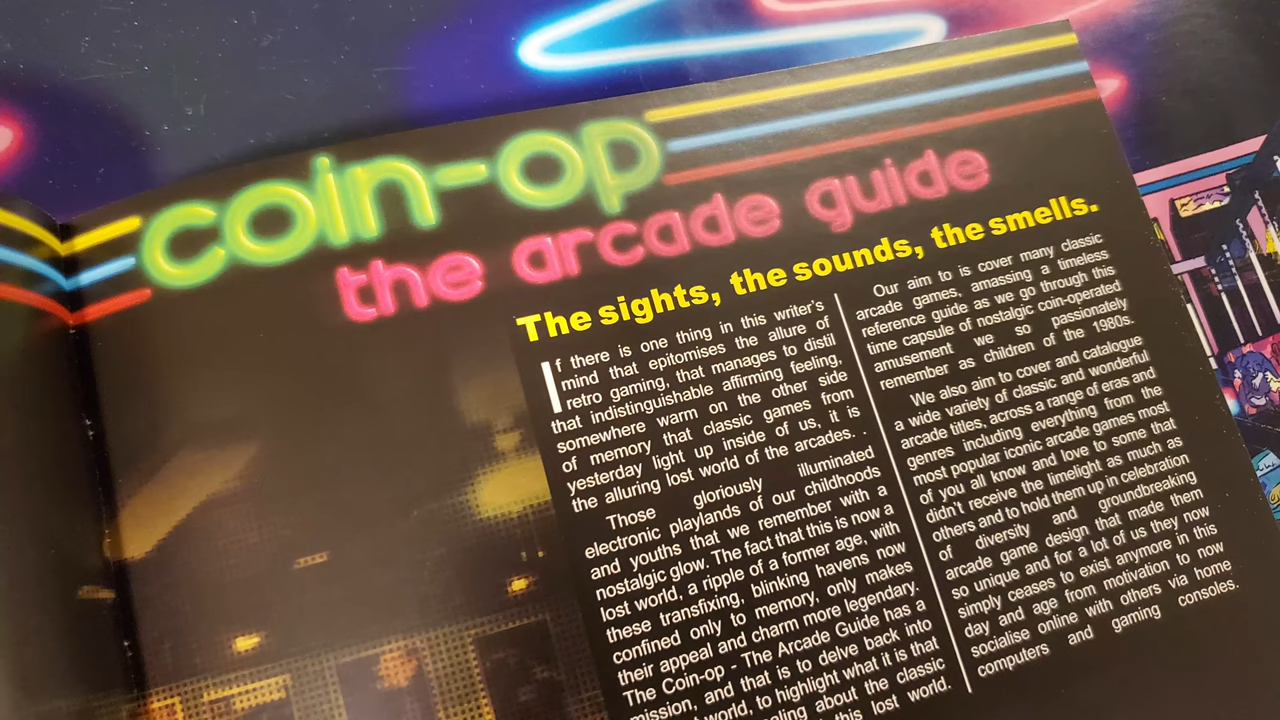 coin-op
the arcade guide
The sights, the sounds, the smells.
If there is one thing in this writer's
mind that epitomises the allure of
retro gaming, that manages to distil
that indistinguishable affirming feeling,
somewhere warm on the other side
of memory that classic games from
yesterday light up inside of us, it is
the alluring lost world of the arcades. .
Those gloriously illuminated
electronic playlands of our childhoods
and youths that we remember with a
nostalgic glow. The fact that this is now a
lost world, a ripple of a former age, with
these transfixing, blinking havens now
confined only to memory, only makes
their appeal and charm more legendary.
The Coin-op - The Arcade Guide has a
mission, and that is to delve back into
world, to highlight what it is that
about the classic
this lost world.
Our aim to is cover many classic
arcade games, amassing a timeless
reference guide as we go through this
time capsule of nostalgic coin-operated
amusement we so passionately
remember as children of the 1980s.
We also aim to cover and catalogue
a wide variety of classic and wonderful
arcade titles, across a range of eras and
genres including everything from the
most popular iconic arcade games most
of you all know and love to some that
didn't receive the limelight as much as
others and to hold them up in celebration
of diversity and groundbreaking
arcade game design that made them
so unique and for a lot of us they now
simply ceases to exist anymore in this
day and age from motivation to now
socialise online with others via home
computers and gaming consoles.